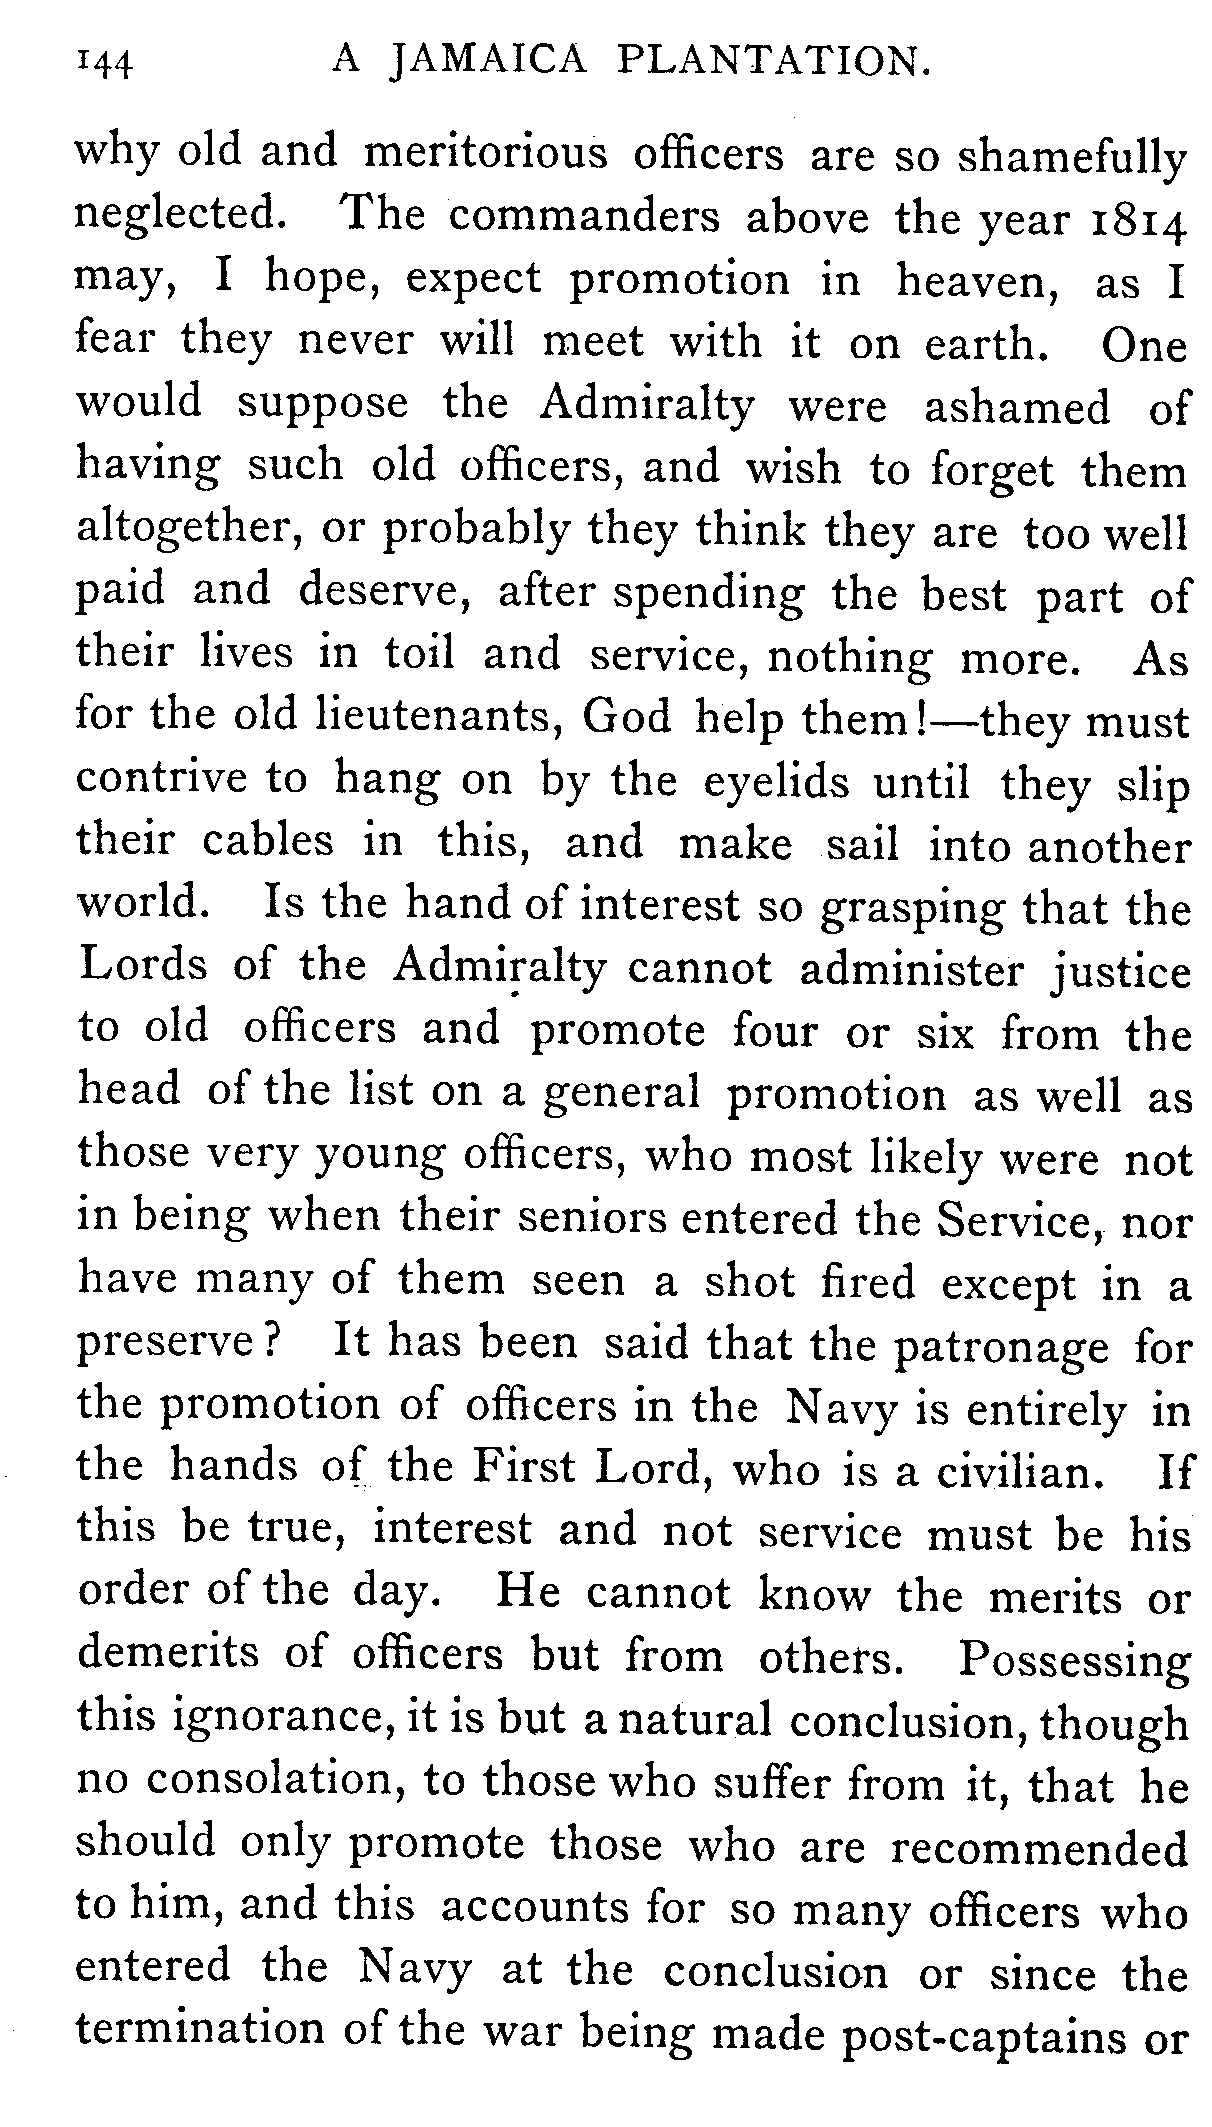 144 A JAMAICA PLANTATION.
why old and meritorious officers are so shamefully
neglected. The commanders above the year 1814
may, I hope, expect promotion in heaven, as I
fear they never will meet with it on earth. One
would suppose the Admiralty were ashamed of
having such old officers, and wish to forget them
altogether, or probably they think they are too well
paid and deserve, after spending the best part of
their lives in toil and service, nothing more. As
for the old lieutenants, God help them!—they must
contrive to hang on by the eyelids until they slip
their cables in this, and make sail into another
world. Is the hand of interest so grasping that the
Lords of the Admiralty cannot administer justice
to old officers and promote four or six from the
head of the list on a general promotion as well as
those very young officers, who most likely were not
in being when their seniors entered the Service, nor
have many of them seen a shot fired except in a
preserve? It has been said that the patronage for
the promotion of officers in the Navy is entirely in
the hands of the First Lord, who is a civilian. If
this be true, interest and not service must be his
order of the day. He cannot know the merits or
demerits of officers but from others. Possessing
this ignorance, it is but a natural conclusion, though
no consolation, to those who suffer from it, that he
should only promote those who are recommended
to him, and this accounts for so many officers who
entered the Navy at the conclusion or since the
termination of the war being made post-captains or